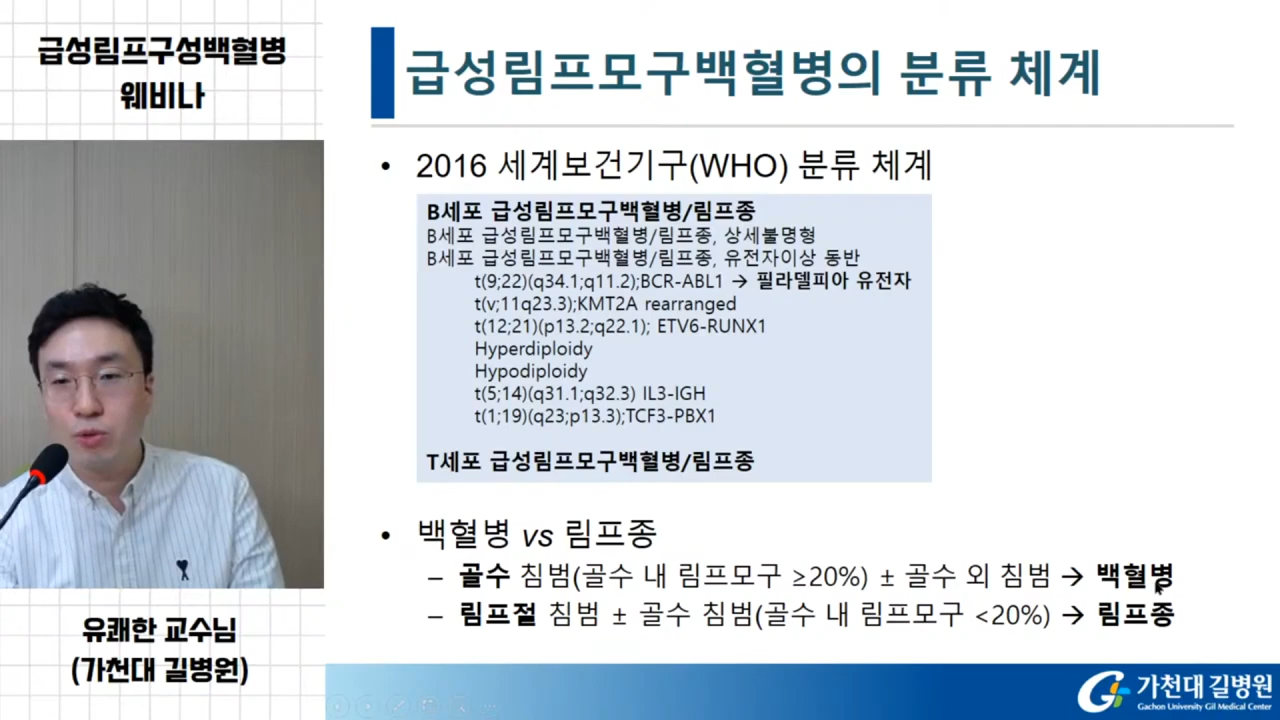 급성림프구성백혈병
웨비나
유쾌한 교수님
(가천대 길병원)
급성림프모구백혈병의 분류 체계
• 2016 세계보건기구(WHO) 분류 체계
B세포 급성림프모구백혈병/림프종
B세포 급성림프모구백혈병/림프종, 상세불명형
B세포 급성림프모구백혈병/림프종, 유전자이상 동반
t(9;22)(q34.1;q11.2);BCR-ABL1 → 필라델피아 유전자
t(v;11q23.3);KMT2A rearranged
t(12;21)(p13.2;q22.1); ETV6-RUNX1
Hyperdiploidy
Hypodiploidy
t(5;14)(q31.1;q32.3) IL3-IGH
t(1;19)(q23;p13.3);TCF3-PBX1
T세포 급성림프모구백혈병/림프종
• 백혈병 vs 림프종
– 골수 침범(골수 내 림프모구 ≥20%) ± 골수 외 침범 → 백혈병
– 림프절 침범 ± 골수 침범(골수 내 림프모구 <20%) → 림프종
가천대 길병원
Gachon University Gil Medical Center